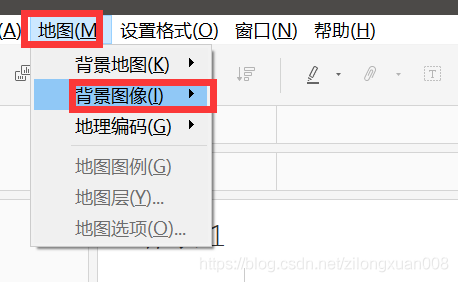 (A) 地图(M 设置格式(O) 窗口(N) 帮助(H)
背景地图(K)
背景图像(I)
地理编码(G)
地图图例(G)
地图层(Y)...
地图选项(O)...
1
https://blog.csdn.net/zilongxuan008